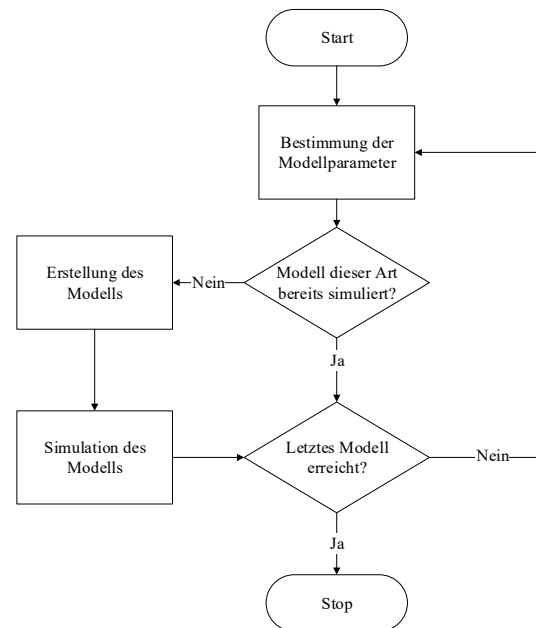 Start
Bestimmung der
Modellparameter
Modell dieser Art
bereits simuliert?
Nein
Erstellung des
Modells
Ja
Simulation des
Modells
Letztes Modell
erreicht?
Nein
Ja
Stop